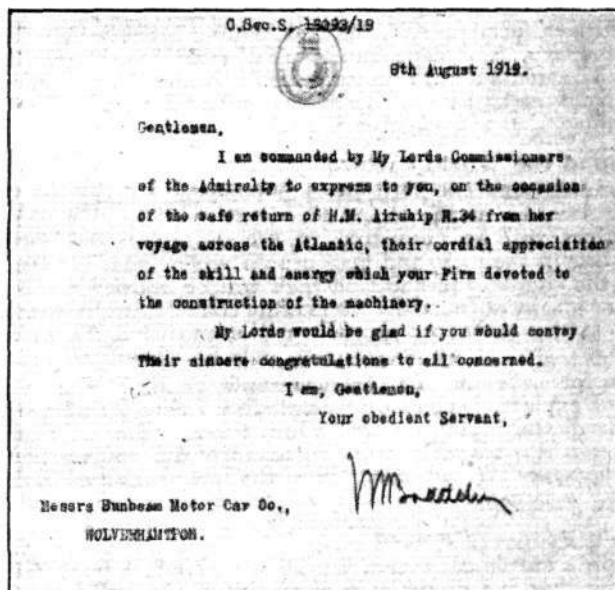 C.Sec.S. 13093/19
8th August 1919.
Gentlemen,
I am commanded by My Lords Commissioners
of the Admiralty to express to you, on the occasion
of the safe return of H.M. Airship R.34 from her
voyage across the Atlantic, their cordial appreciation
of the skill and energy which your Firm devoted to
the construction of the machinery.
My Lords would be glad if you would convey
Their sincere congratulations to all concerned.
I am, Gentlemen,
Your obedient Servant,
Messrs Sunbeam Motor Car Co.,
WOLVERHAMTPON.